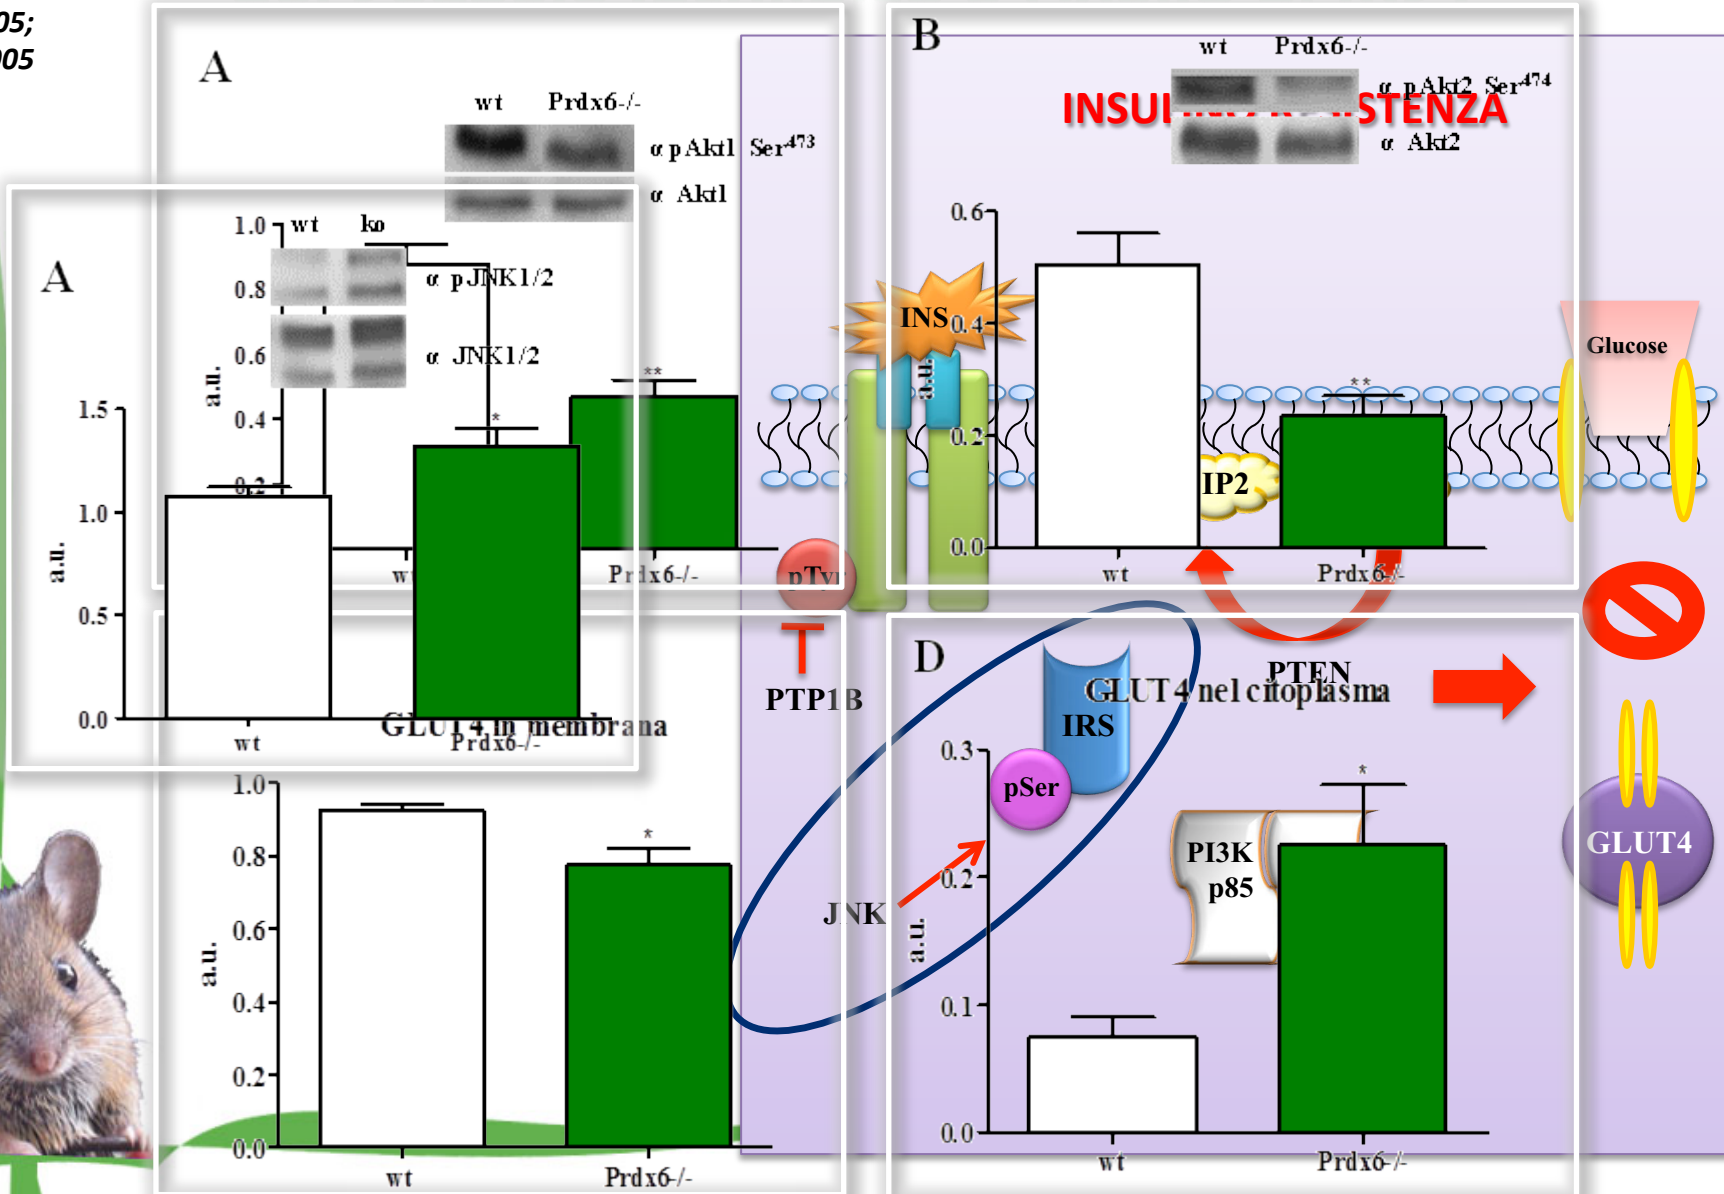 05;
005
A
wt Prdx6-/-
α pAkt1 Ser473
α Akt1
1.0
0.8
0.6
0.4
0.2
a.u.
**
Prdx6-/-
A
wt ko
α pJNK1/2
α JNK1/2
1.5
1.0
0.5
0.0
a.u.
*
wt
Prdx6-/-
GLUT4 in membrana
1.0
0.8
0.6
0.4
0.2
0.0
a.u.
*
wt
Prdx6-/-
B
wt Prdx6-/-
α pAkt2 Ser474
α Akt2
0.6
0.4
0.2
0.0
a.u.
**
wt
Prdx6-/-
INS
IP2
Glucose
pTyr
PTP1B
PTEN
D
GLUT4 nel citoplasma
IRS
pSer
JNK
PI3K
p85
GLUT4
0.3
0.2
0.1
0.0
a.u.
*
wt
Prdx6-/-